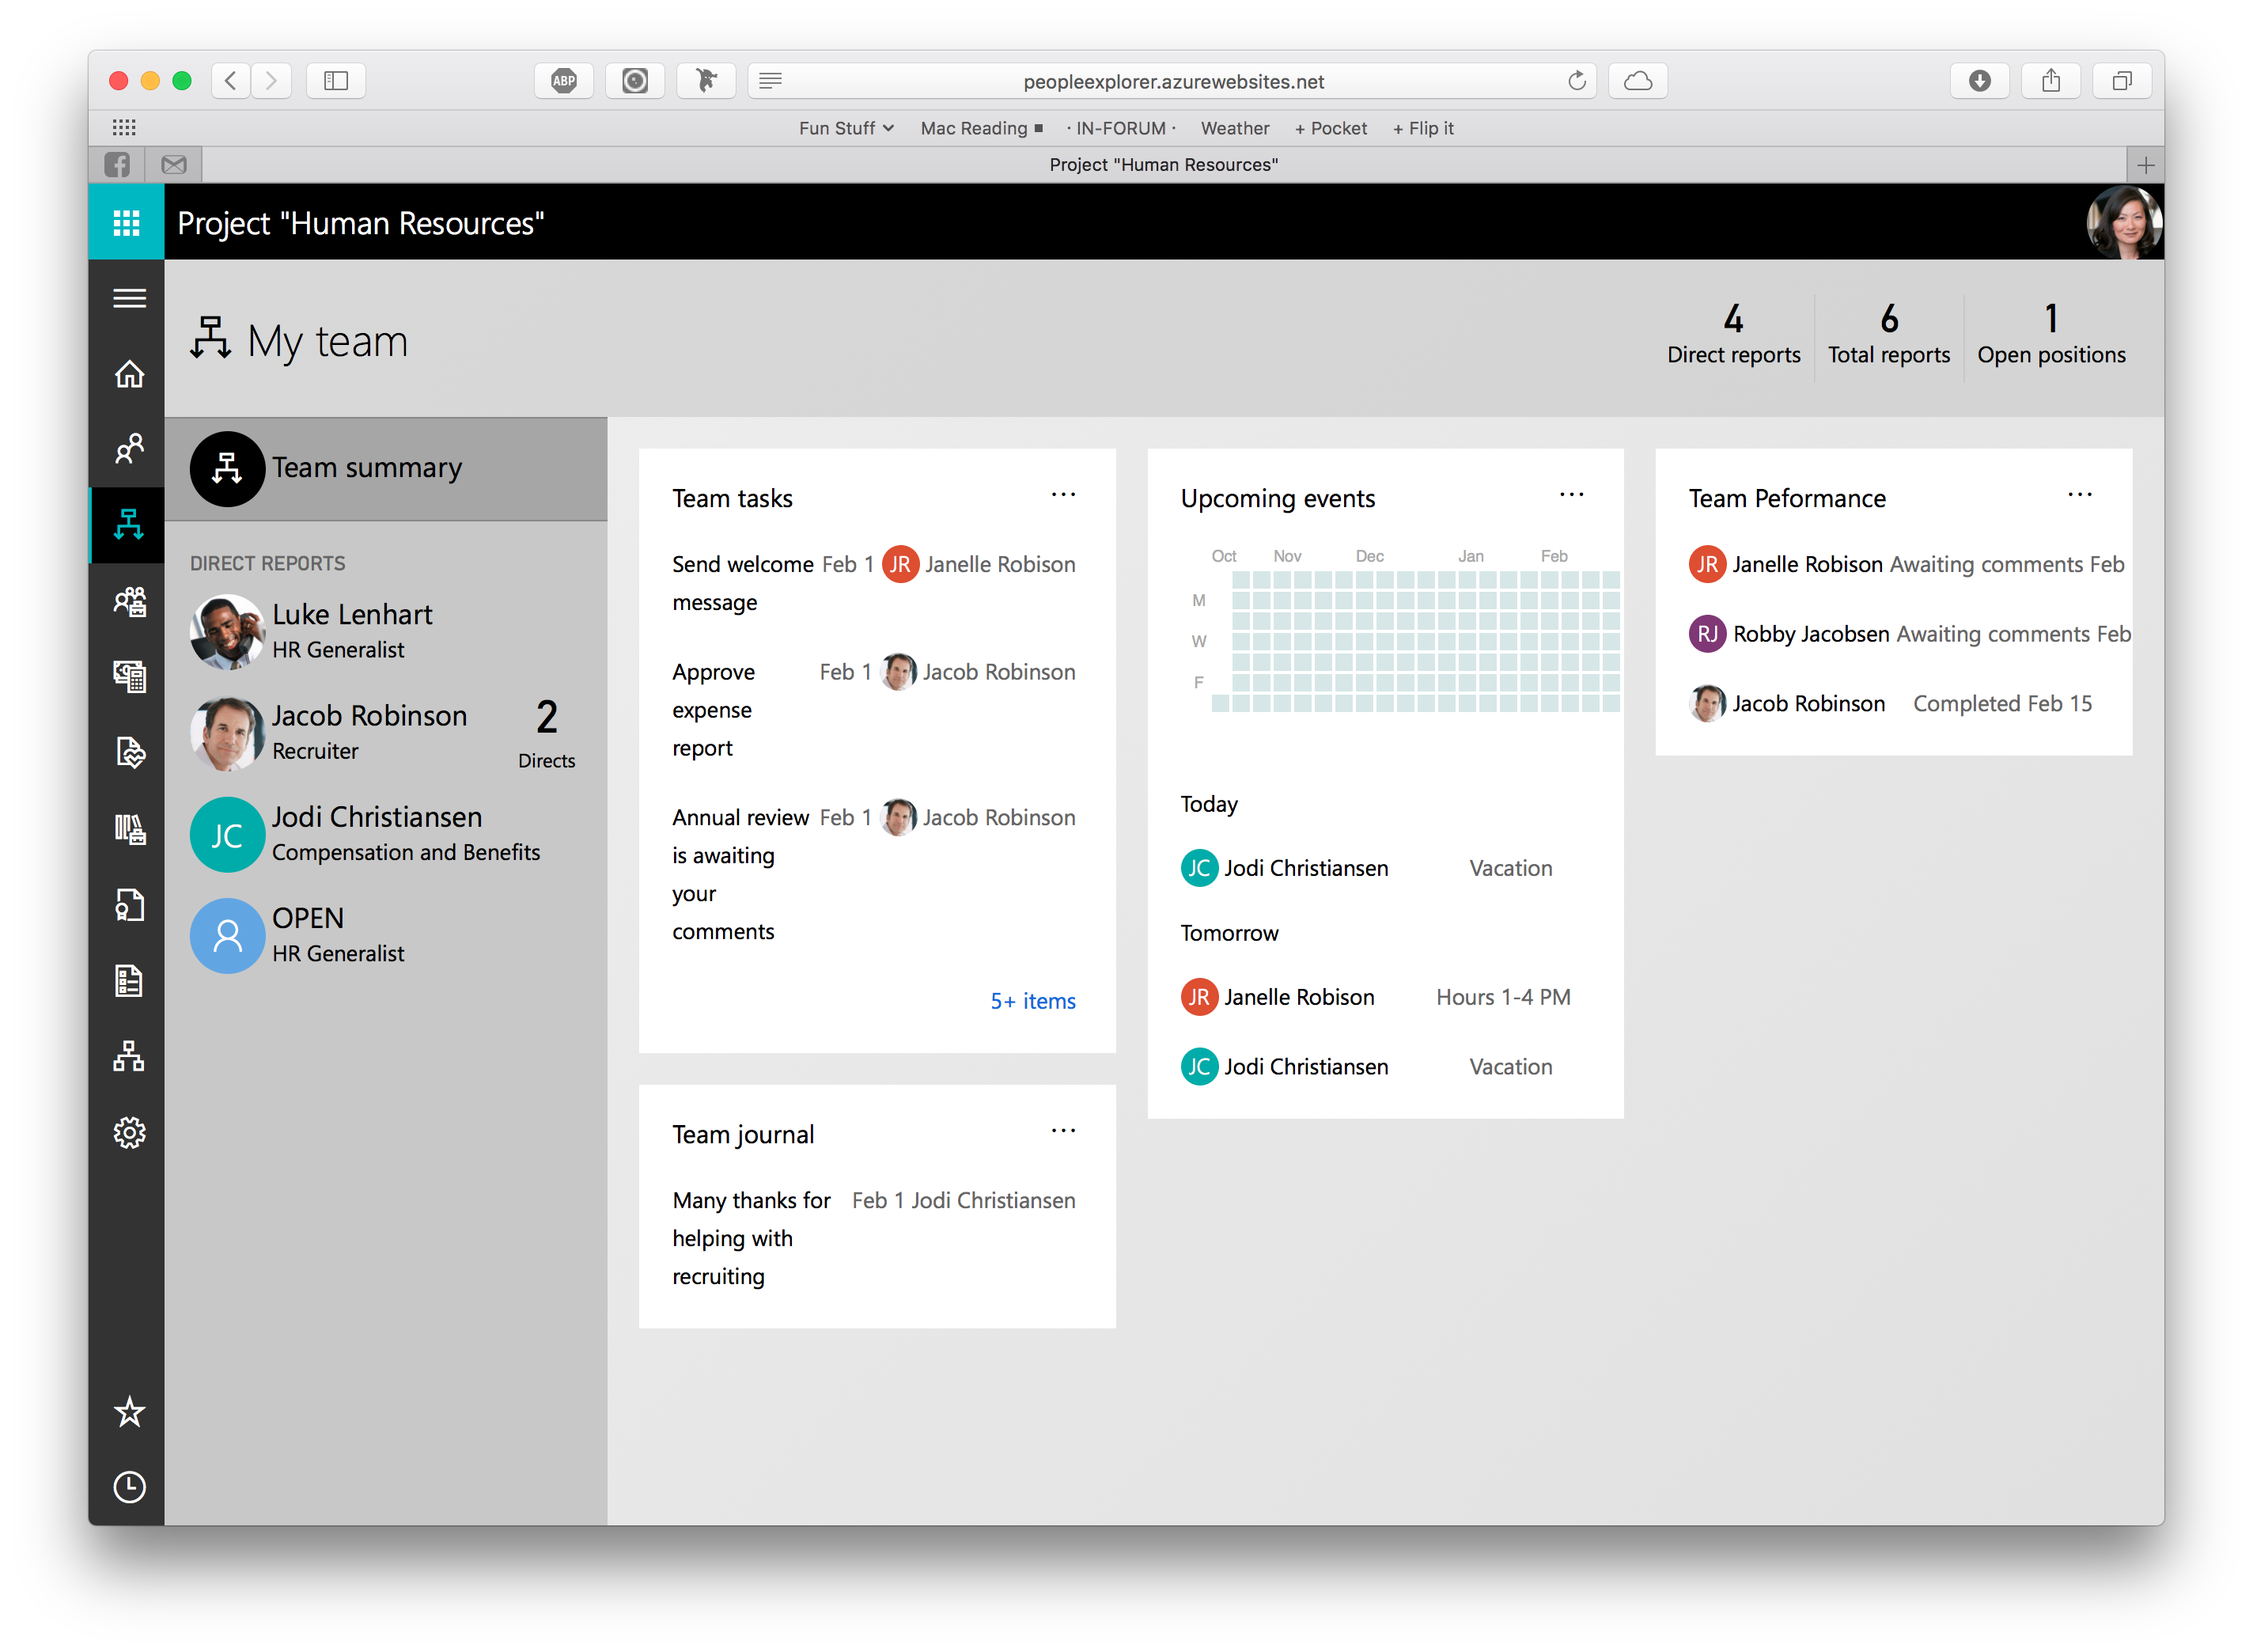 ABP
peopleexplorer.azurewebsites.net
Fun Stuff Mac Reading ■ · IN-FORUM · Weather + Pocket + Flip it
Project "Human Resources"
Project "Human Resources"
My team
4
Direct reports
6
Total reports
1
Open positions
Team summary
DIRECT REPORTS
Luke Lenhart
HR Generalist
Jacob Robinson
Recruiter
2
Directs
JC
Jodi Christiansen
Compensation and Benefits
OPEN
HR Generalist
Team tasks ...
Send welcome Feb 1 JR Janelle Robison
message
Approve Feb 1 Jacob Robinson
expense
report
Annual review Feb 1 Jacob Robinson
is awaiting
your
comments
5+ items
Team journal ...
Many thanks for Feb 1 Jodi Christiansen
helping with
recruiting
Upcoming events ...
Oct Nov Dec Jan Feb
M
W
F
Today
JC Jodi Christiansen Vacation
Tomorrow
JR Janelle Robison Hours 1-4 PM
JC Jodi Christiansen Vacation
Team Peformance ...
JR Janelle Robison Awaiting comments Feb
RJ Robby Jacobsen Awaiting comments Feb
Jacob Robinson Completed Feb 15